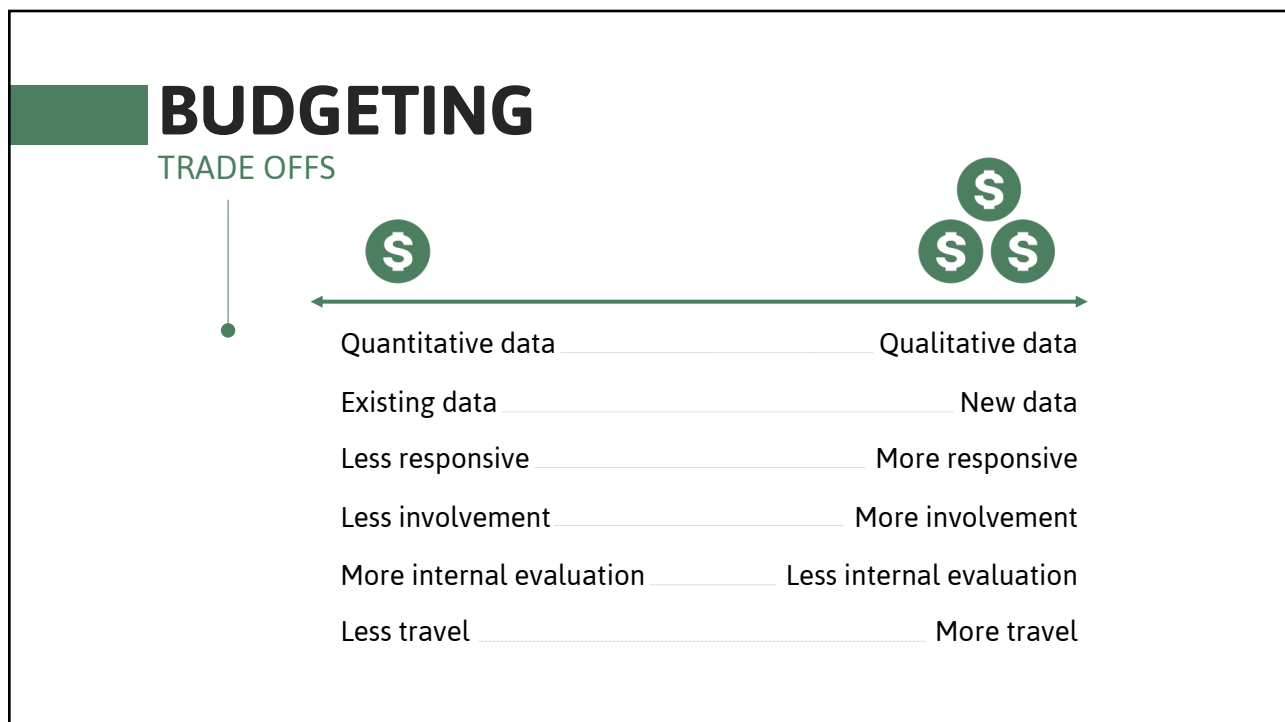 BUDGETING
TRADE OFFS
$ $
$ $
Quantitative data Qualitative data
Existing data New data
Less responsive More responsive
Less involvement More involvement
More internal evaluation Less internal evaluation
Less travel More travel